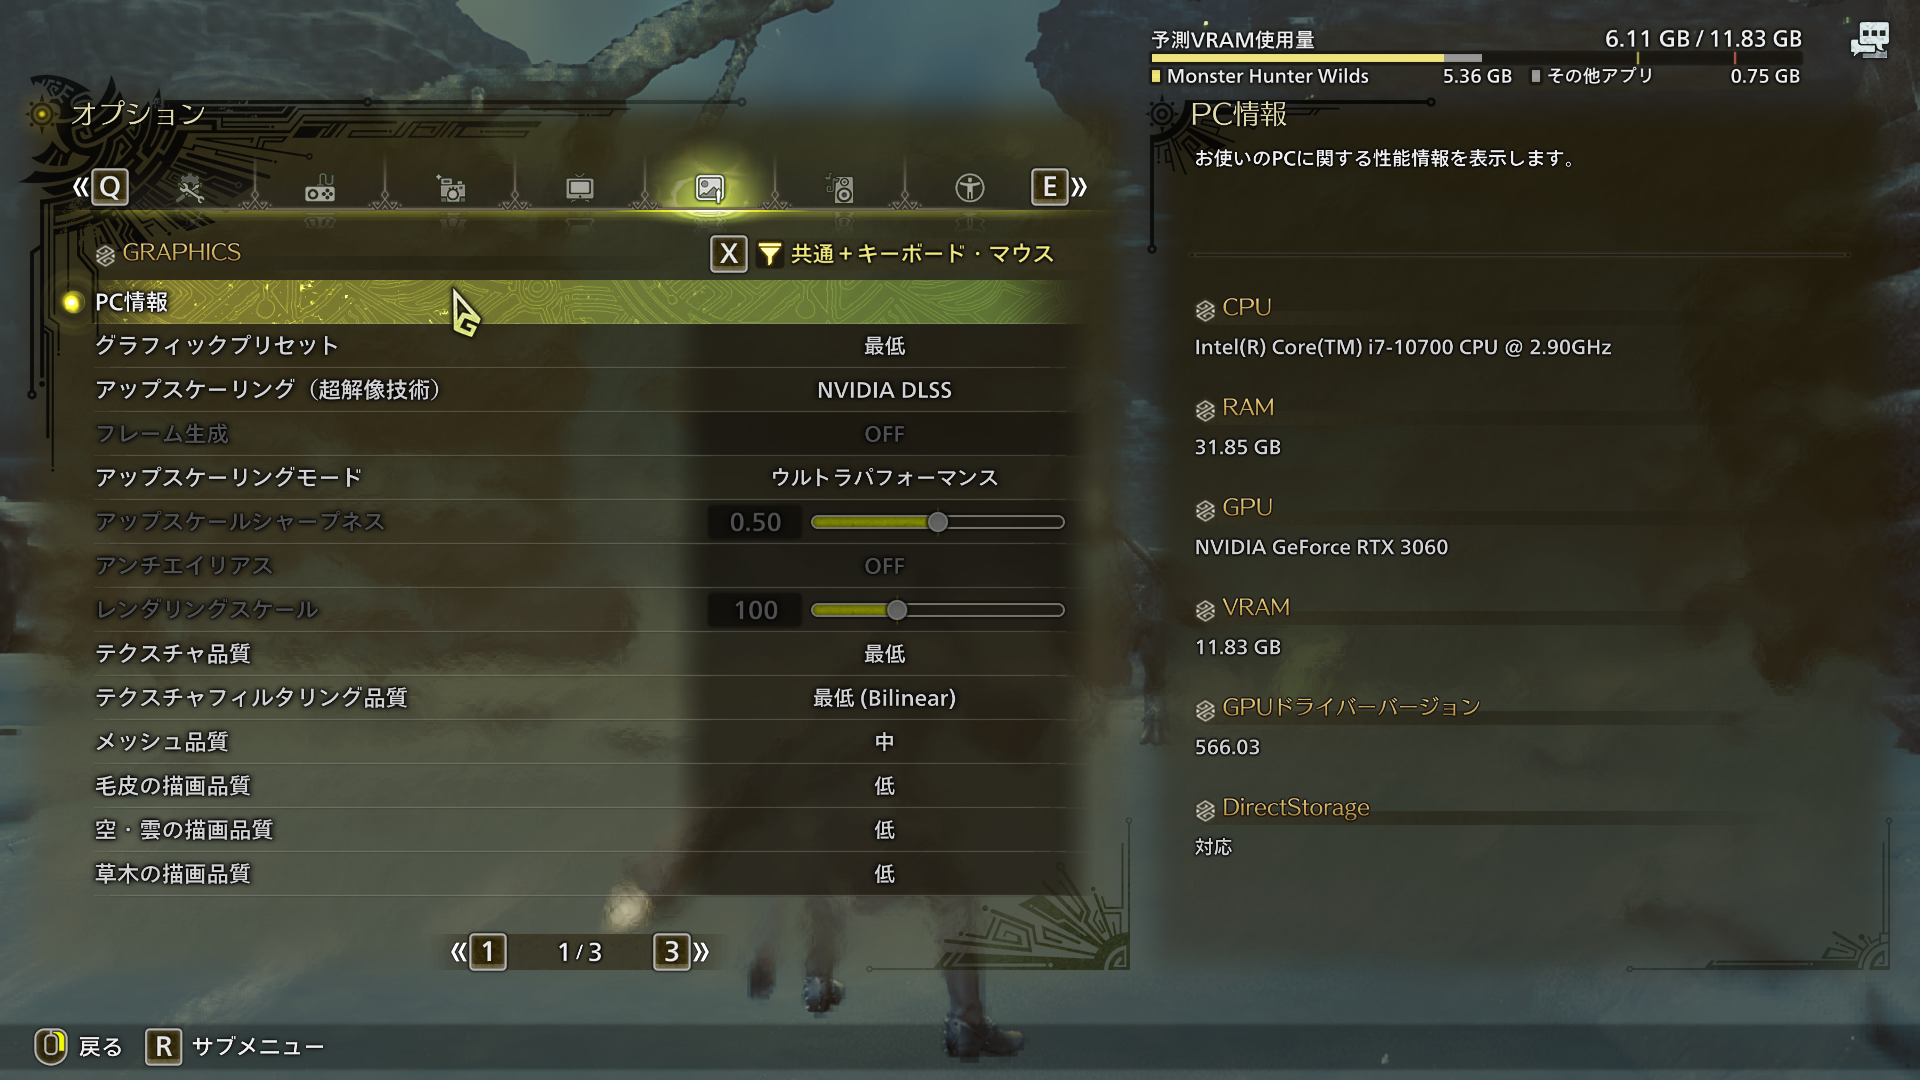 予測VRAM使用量 6.11 GB / 11.83 GB
Monster Hunter Wilds 5.36 GB その他アプリ 0.75 GB
オプション
Q E
GRAPHICS X 共通+キーボード・マウス
PC情報
グラフィックプリセット 最低
アップスケーリング（超解像技術） NVIDIA DLSS
フレーム生成 OFF
アップスケーリングモード ウルトラパフォーマンス
アップスケールシャープネス 0.50
アンチエイリアス OFF
レンダリングスケール 100
テクスチャ品質 最低
テクスチャフィルタリング品質 最低 (Bilinear)
メッシュ品質 中
毛皮の描画品質 低
空・雲の描画品質 低
草木の描画品質 低
1 1/3 3
戻る R サブメニュー
PC情報
お使いのPCに関する性能情報を表示します。
CPU
Intel(R) Core(TM) i7-10700 CPU @ 2.90GHz
RAM
31.85 GB
GPU
NVIDIA GeForce RTX 3060
VRAM
11.83 GB
GPUドライバーバージョン
566.03
DirectStorage
対応